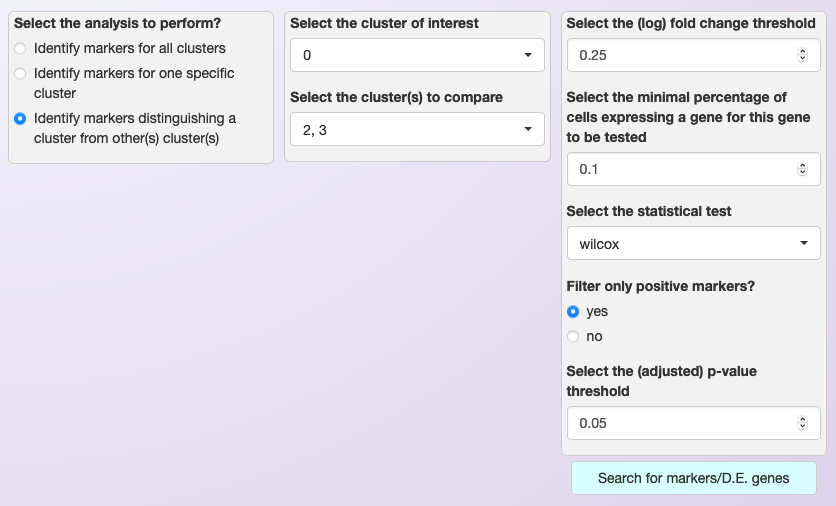 Select the analysis to perform?
Identify markers for all clusters
Identify markers for one specific
cluster
Identify markers distinguishing a
cluster from other(s) cluster(s)
Select the cluster of interest
0
Select the cluster(s) to compare
2, 3
Select the (log) fold change threshold
0.25
Select the minimal percentage of
cells expressing a gene for this gene
to be tested
0.1
Select the statistical test
wilcox
Filter only positive markers?
yes
no
Select the (adjusted) p-value
threshold
0.05
Search for markers/D.E. genes